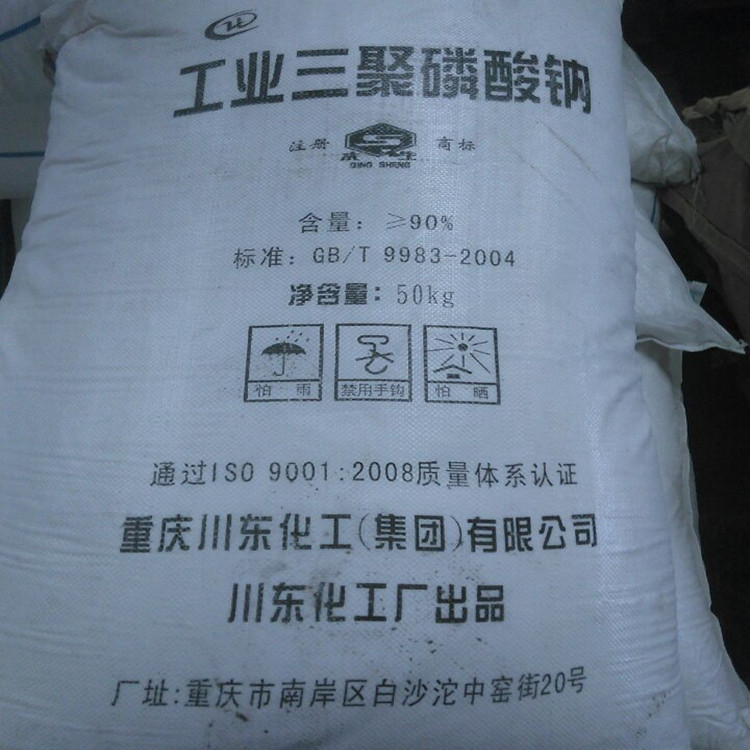 工业三聚磷酸钠
注册 商标
QING SHENG
含量：≥90%
标准：GB/T 9983-2004
净含量：50kg
怕 雨 禁用手钩 怕 晒
通过ISO 9001:2008质量体系认证
重庆川东化工(集团)有限公司
川东化工厂出品
厂址:重庆市南岸区白沙沱中窑街20号